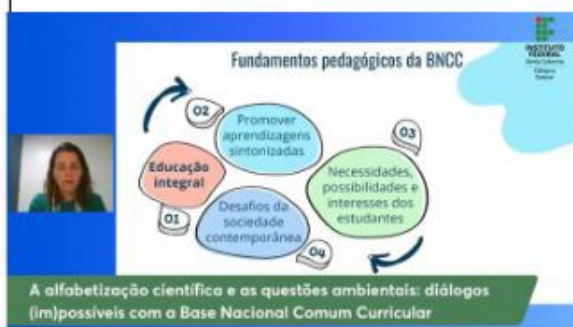 Fundamentos pedagógicos da BNCC
INSTITUTO
FEDERAL
Santa Catarina
Câmpus
Gaspar
02
Promover
aprendizagens
sintonizadas
03
Educação
integral
Necessidades,
possibilidades e
interesses dos
estudantes
01
Desafios da
sociedade
contemporânea
04
A alfabetização científica e as questões ambientais: diálogos
(im)possíveis com a Base Nacional Comum Curricular